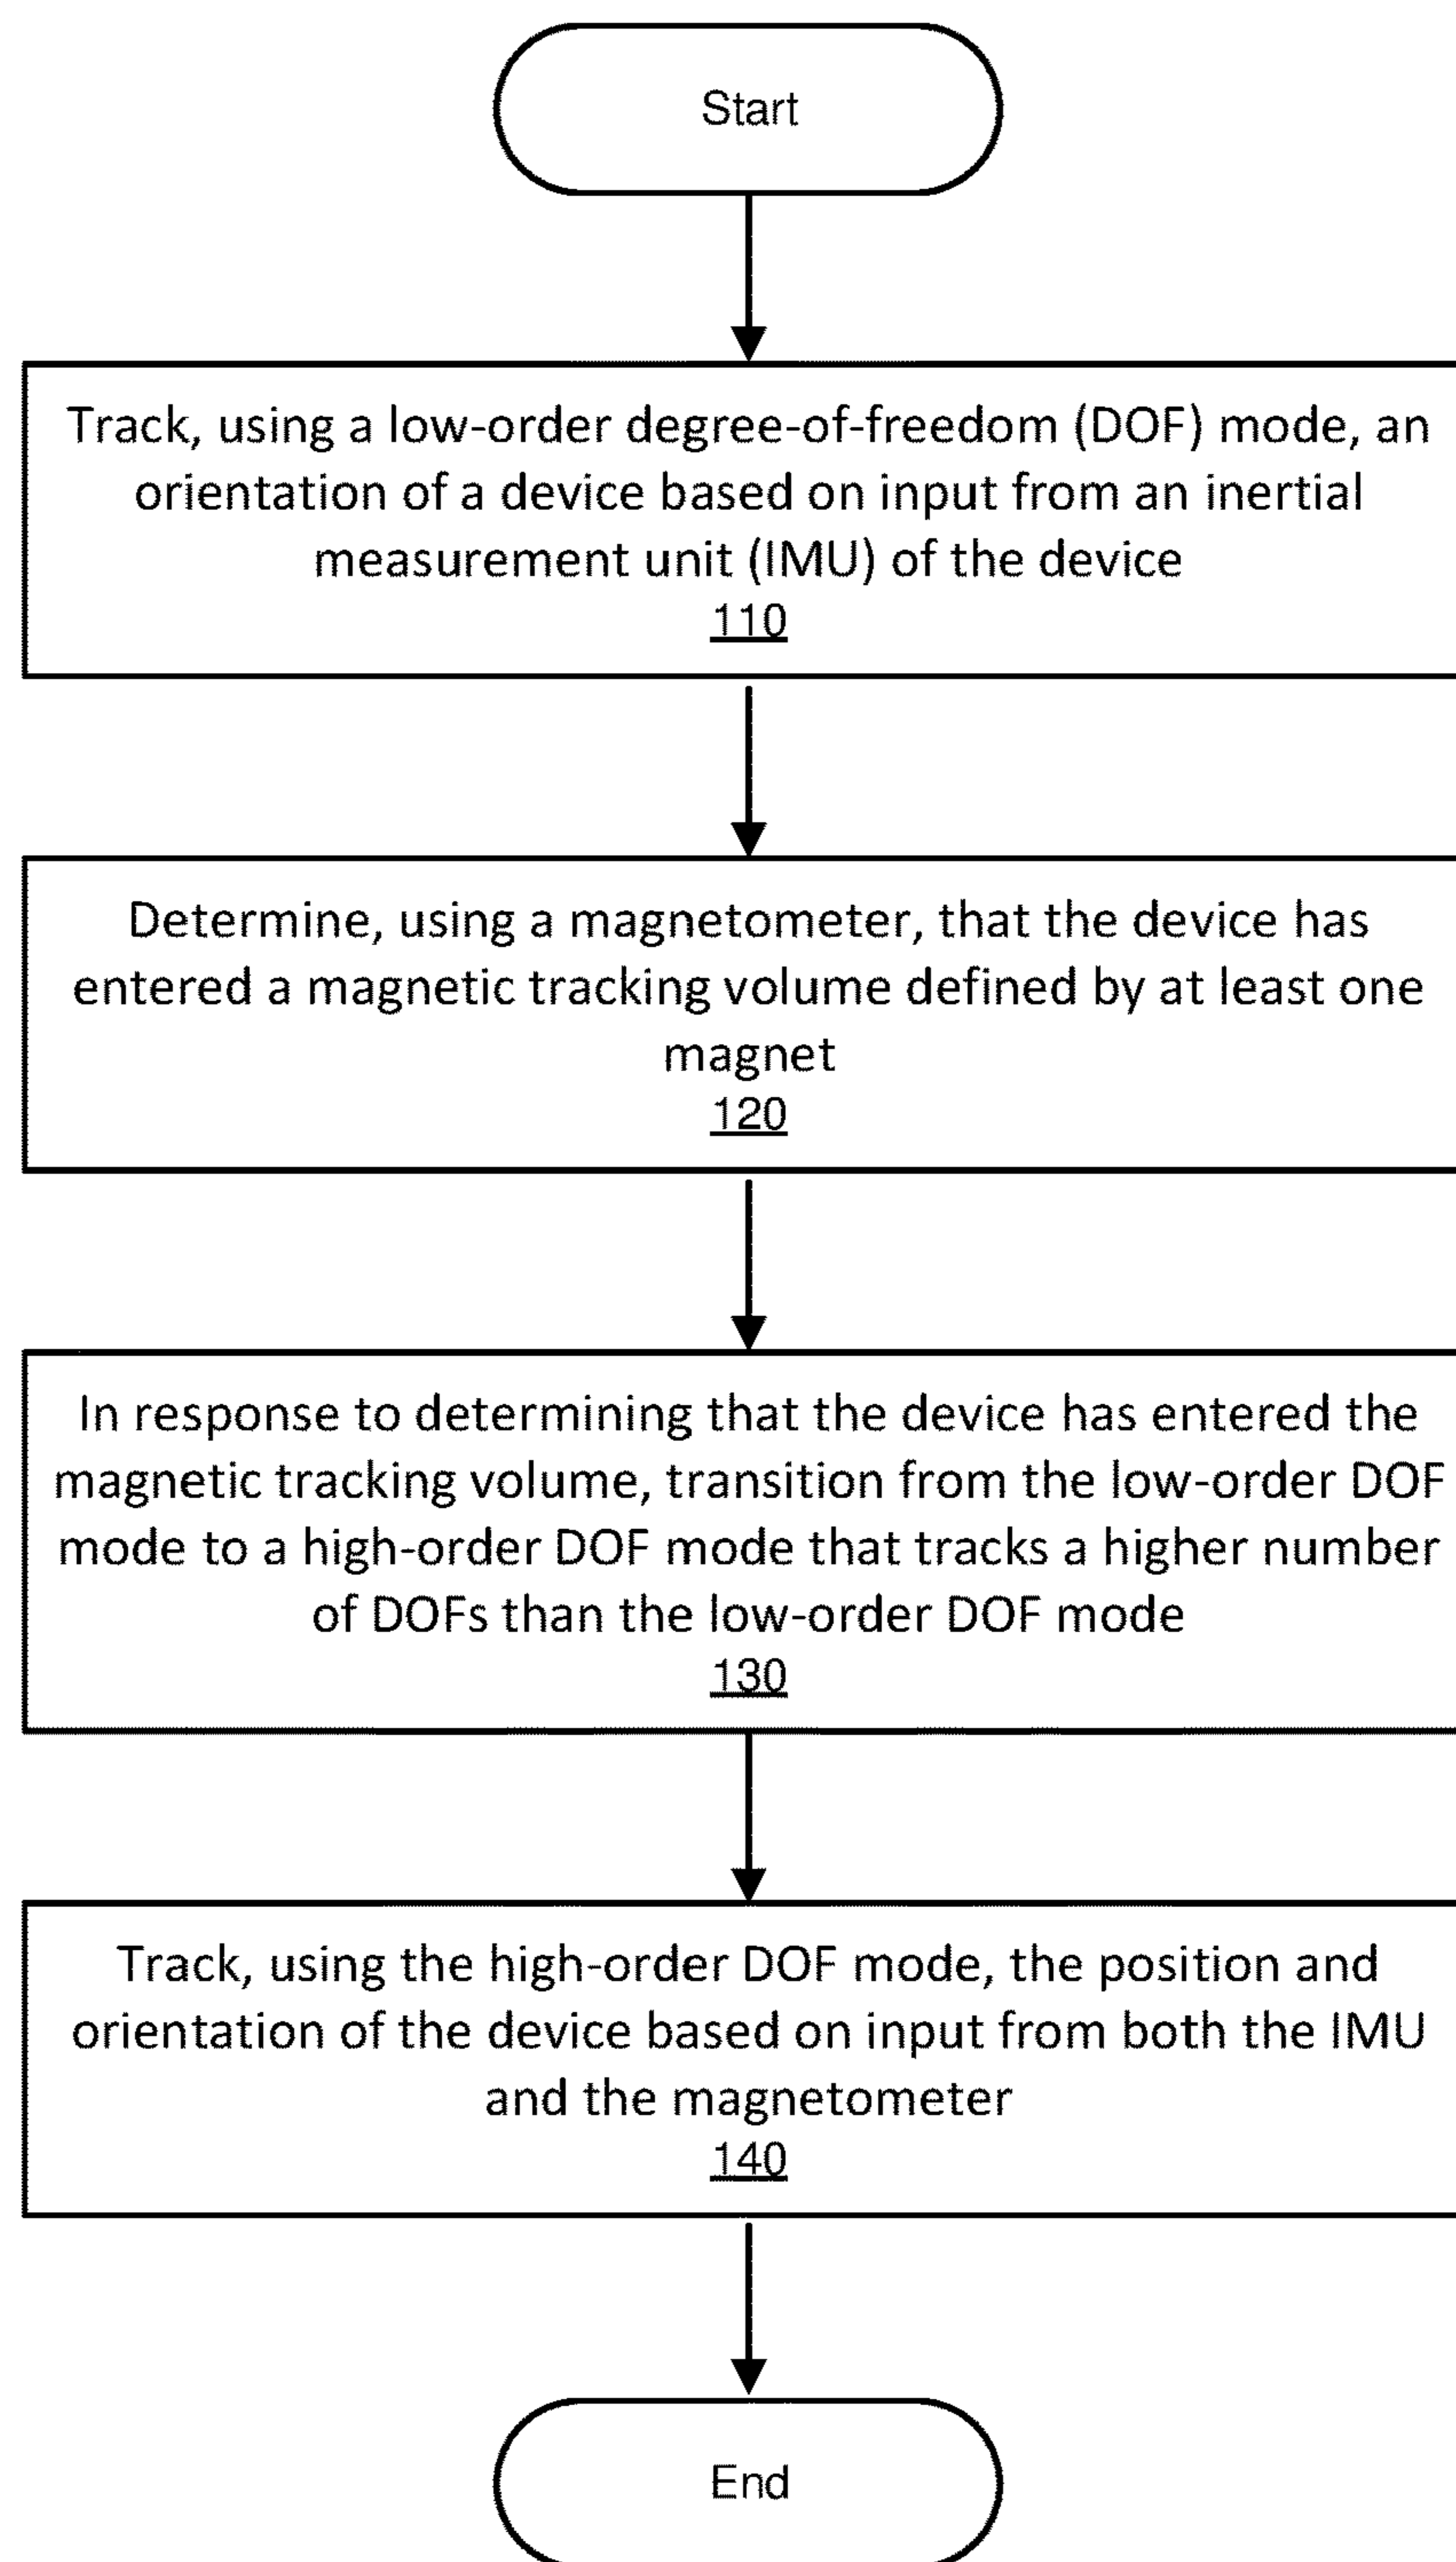 Start
Track, using a low-order degree-of-freedom (DOF) mode, an
orientation of a device based on input from an inertial
measurement unit (IMU) of the device
110
Determine, using a magnetometer, that the device has
entered a magnetic tracking volume defined by at least one
magnet
120
In response to determining that the device has entered the
magnetic tracking volume, transition from the low-order DOF
mode to a high-order DOF mode that tracks a higher number
of DOFs than the low-order DOF mode
130
Track, using the high-order DOF mode, the position and
orientation of the device based on input from both the IMU
and the magnetometer
140
End